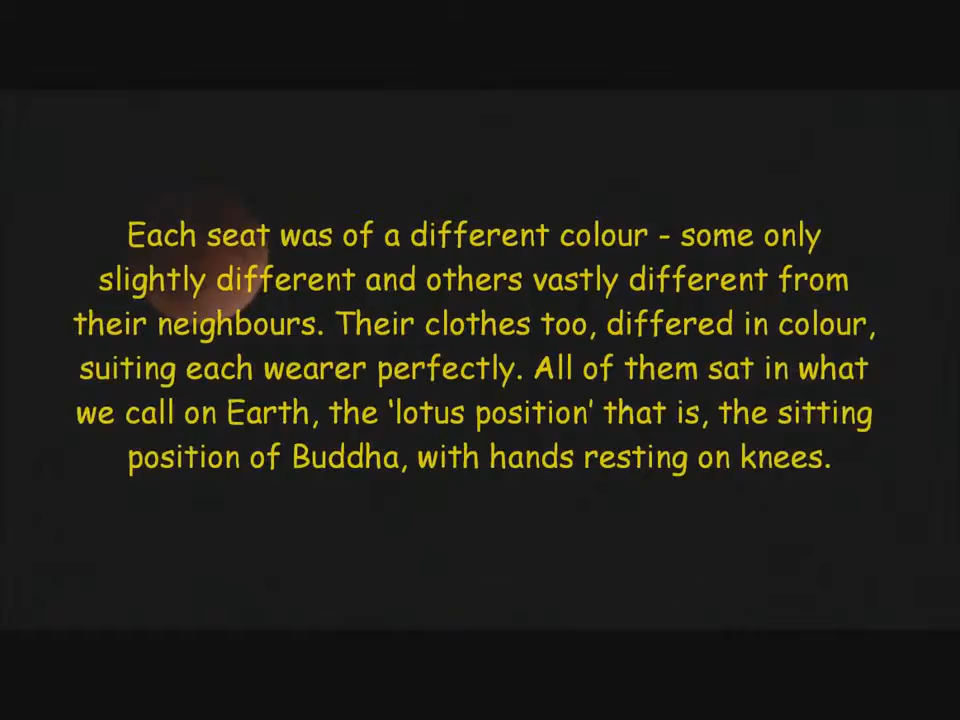 Each seat was of a different colour - some only
slightly different and others vastly different from
their neighbours. Their clothes too, differed in colour,
suiting each wearer perfectly. All of them sat in what
we call on Earth, the ‘lotus position’ that is, the sitting
position of Buddha, with hands resting on knees.